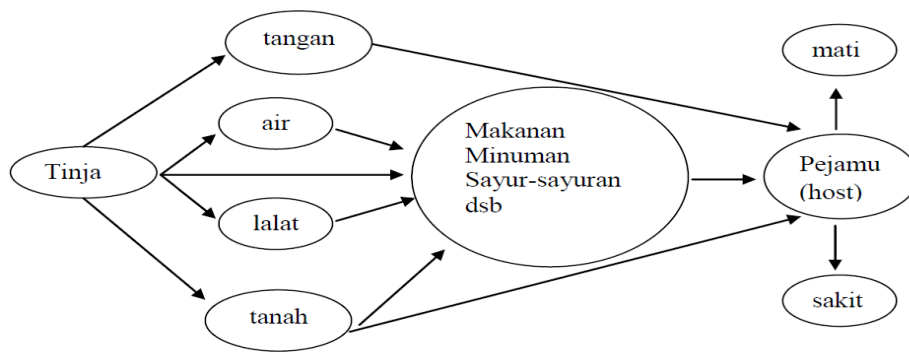 tangan
mati
air
Makanan
Minuman
Sayur-sayuran
dsb
Tinja
Pejamu
(host)
lalat
tanah
sakit